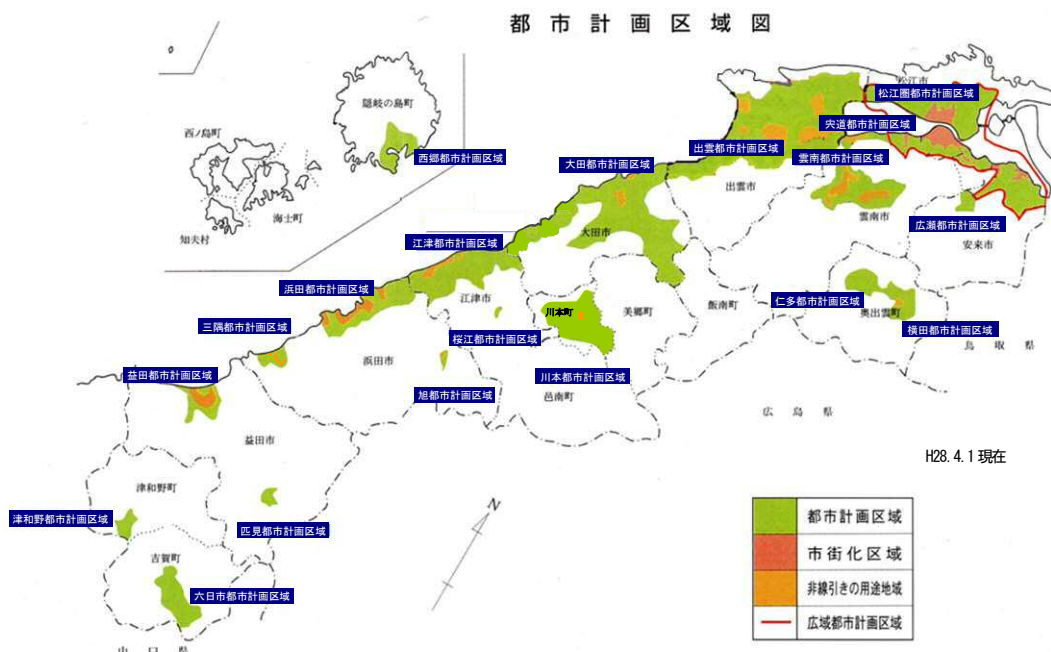 都市計画区域図
隠岐の島町
西ノ島町
西郷都市計画区域
海士町
知夫村
松江市
松江圏都市計画区域
宍道都市計画区域
出雲都市計画区域
雲南都市計画区域
大田都市計画区域
出雲市
雲南市
広瀬都市計画区域
安来市
大田市
江津都市計画区域
浜田都市計画区域
江津市
仁多都市計画区域
飯南町
美郷町
川本町
奥出雲町
横田都市計画区域
鳥取県
三隅都市計画区域
桜江都市計画区域
浜田市
益田都市計画区域
川本都市計画区域
旭都市計画区域
邑南町
広島県
益田市
H28.4.1現在
津和野町
N
津和野都市計画区域
匹見都市計画区域
吉賀町
六日市都市計画区域
山口県
都市計画区域
市街化区域
非線引きの用途地域
広域都市計画区域